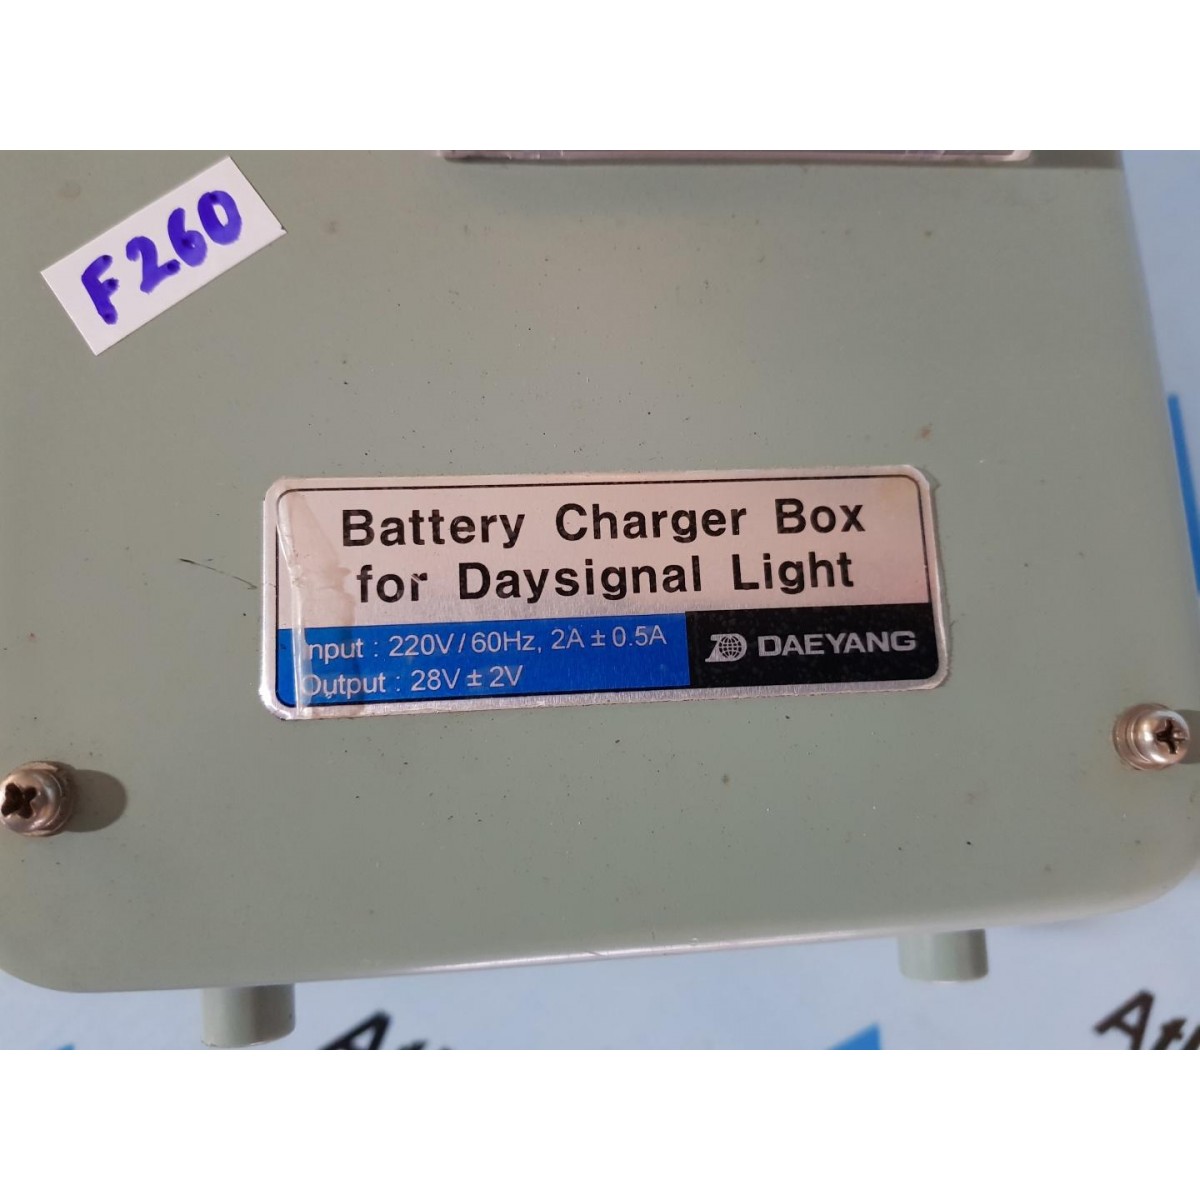 F260
Battery Charger Box
for Daysignal Light
Input : 220V / 60Hz, 2A ± 0.5A
Output : 28V ± 2V
DAEYANG